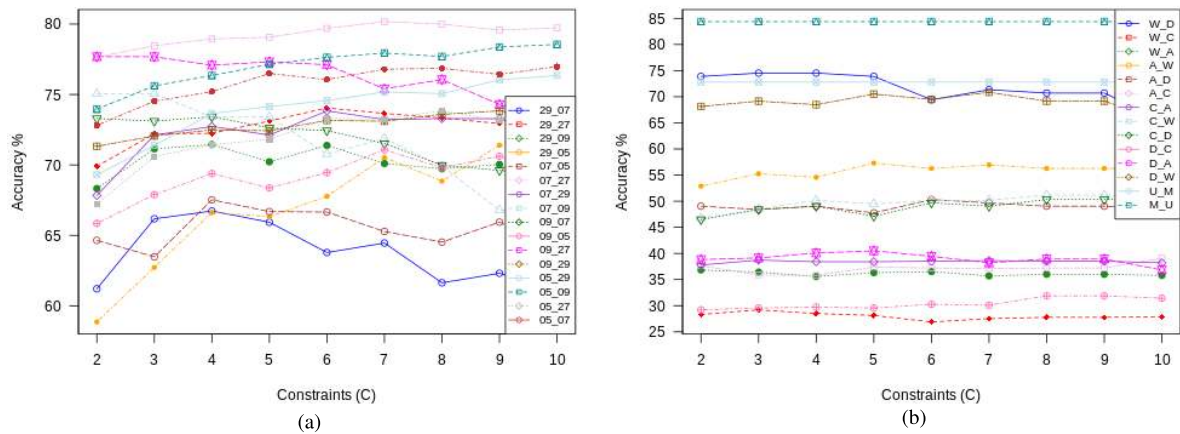 Accuracy %
80
75
70
65
60
2 3 4 5 6 7 8 9 10
Constraints (C)
(a)
29_07
29_27
29_09
29_05
07_05
07_27
07_29
07_09
09_07
09_05
09_27
09_29
05_29
05_09
05_27
05_07
Accuracy %
85
80
75
70
65
60
55
50
45
40
35
30
25
2 3 4 5 6 7 8 9 10
Constraints (C)
(b)
W_D
W_C
W_A
A_W
A_D
A_C
C_A
C_W
C_D
D_C
D_A
D_W
U_M
M_U